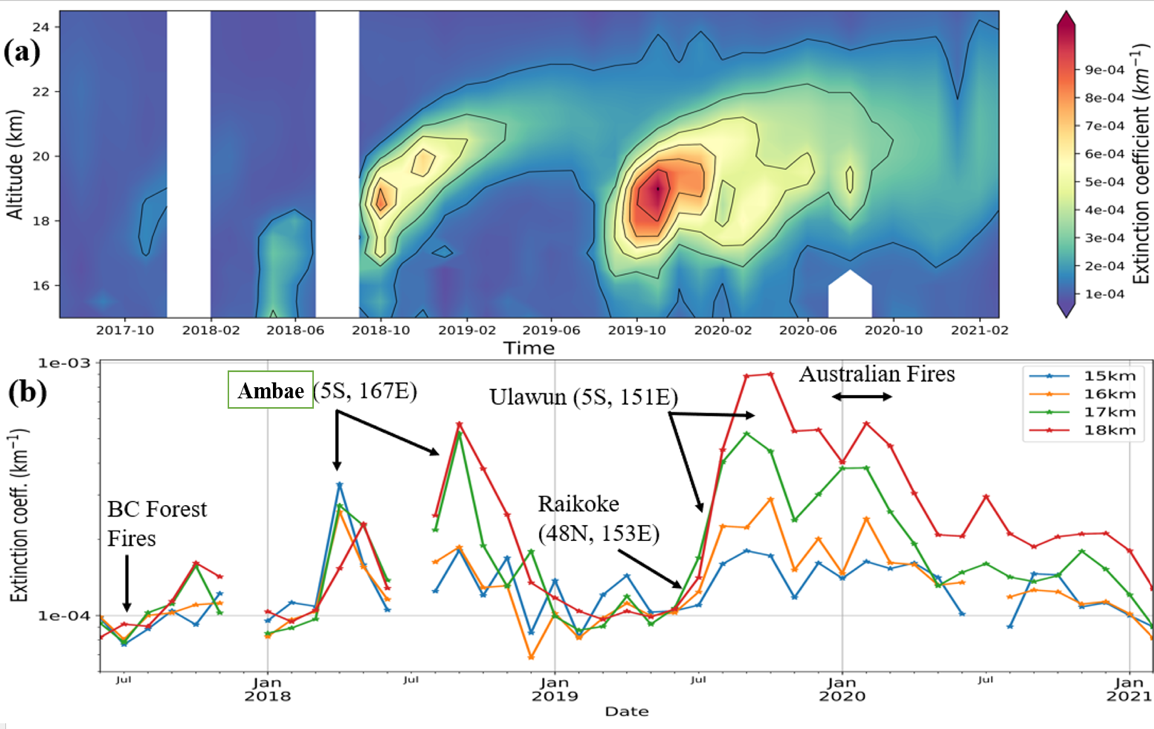 (a)
24
22
20
18
16
Altitude (km)
2017-10 2018-02 2018-06 2018-10 2019-02 2019-06 2019-10 2020-02 2020-06 2020-10 2021-02
Time
9e-04
8e-04
7e-04
6e-04
5e-04
4e-04
3e-04
2e-04
1e-04
Extinction coefficient (km⁻¹)
(b)
1e-03
1e-04
Extinction coeff. (km⁻¹)
BC Forest
Fires
Ambae (5S, 167E)
Ulawun (5S, 151E)
Raikoke
(48N, 153E)
Australian Fires
15km
16km
17km
18km
Jul Jan Jul Jan Jul Jan Jul Jan
2018 2019 2020 2021
Date